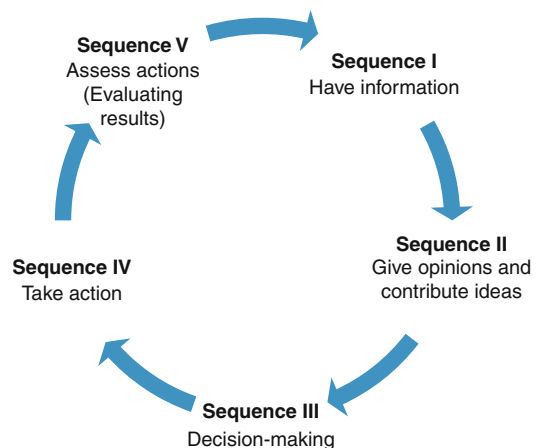 Sequence V
Assess actions
(Evaluating
results)
Sequence I
Have information
Sequence II
Give opinions and
contribute ideas
Sequence IV
Take action
Sequence III
Decision-making